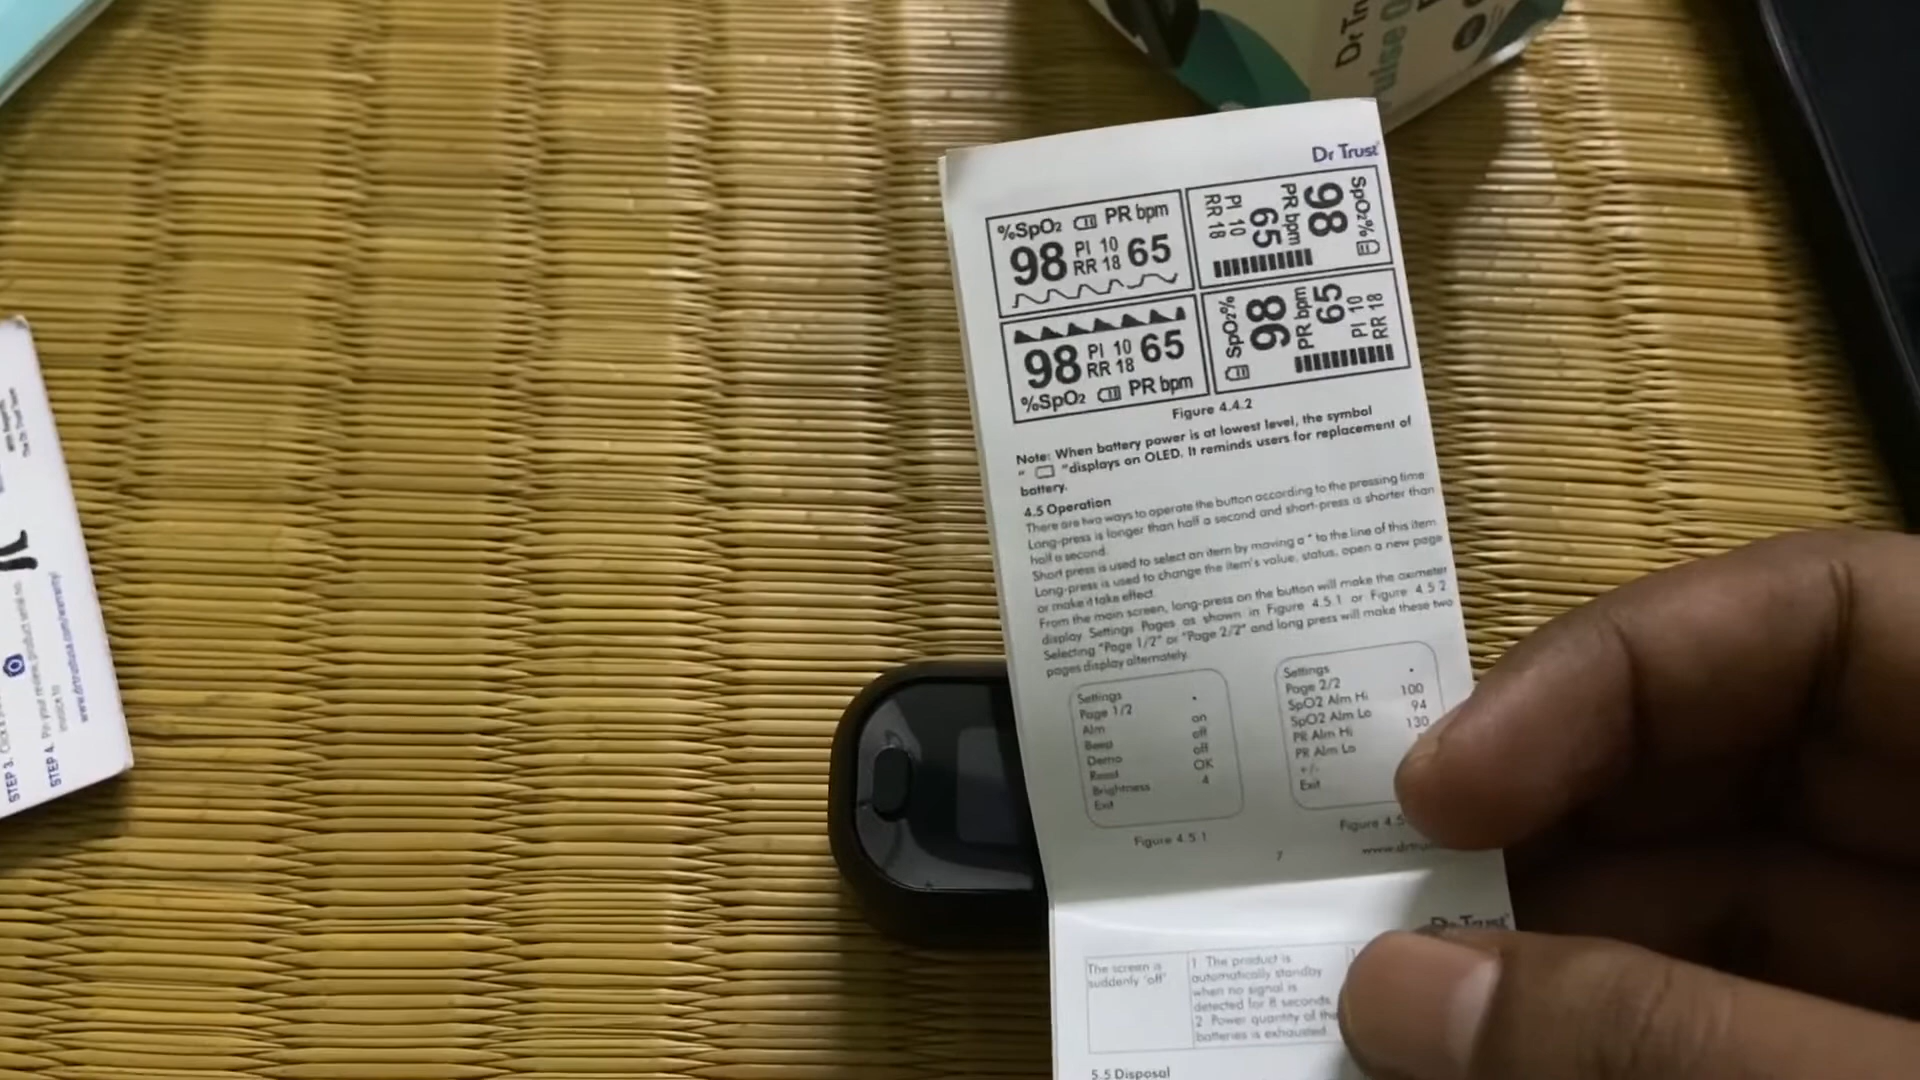 Dr Tr
Pulse O
Dr Trust
%SpO2 PR bpm
98 PI 10 65
RR 18
SpO2%
98
PR bpm
65
PI 10
RR 18
98 PI 10 65
RR 18
%SpO2 PR bpm
SpO2%
98
PR bpm
65
PI 10
RR 18
Figure 4.4.2
Note: When battery power is at lowest level, the symbol
" "displays on OLED. It reminds users for replacement of
battery.
4.5 Operation
There are two ways to operate the button according to the pressing time
Long-press is longer than half a second and short-press is shorter than
half a second.
Short press is used to select an item by moving a * to the line of this item.
Long-press is used to change the item's value, status, open a new page
or make it take effect.
From the main screen, long-press on the button will make the oximeter
display Settings Pages as shown in Figure 4.5.1 or Figure 4.5.2
Selecting "Page 1/2" or "Page 2/2" and long press will make these two
pages display alternately.
Settings
Page 1/2
Alm on
Beep off
Demo off
Reset OK
Brightness 4
Exit
Figure 4.5.1
Settings
Page 2/2
SpO2 Alm Hi 100
SpO2 Alm Lo 94
PR Alm Hi 130
PR Alm Lo
+/-
Exit
Figure 4.5
7
www.drtru
Dr Trust
The screen is
suddenly 'off'
1 The product is
automatically standby
when no signal is
detected for 8 seconds
2 Power quantity of the
batteries is exhausted
5.5 Disposal
STEP 3.
STEP 4.
invoice to
www.drtrustusa.com/warranty